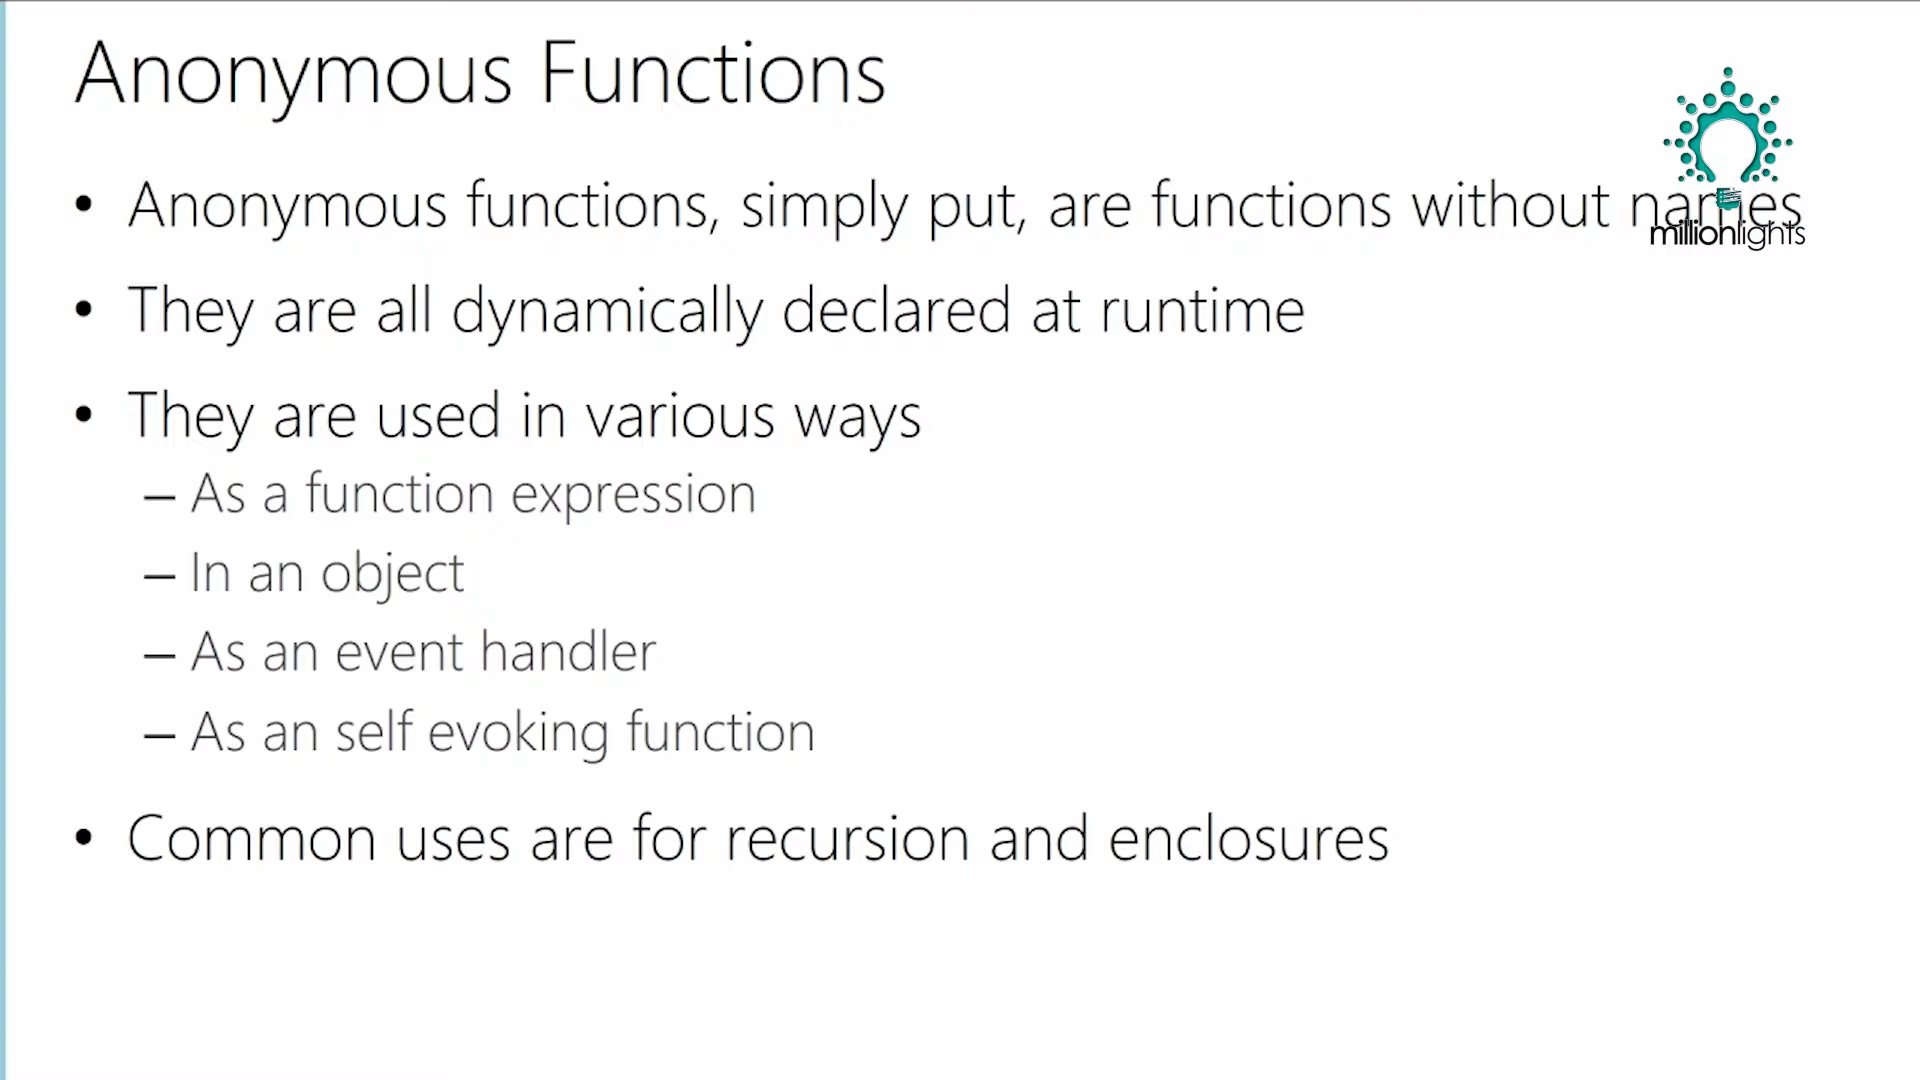 Anonymous Functions
• Anonymous functions, simply put, are functions without names
millionlights
• They are all dynamically declared at runtime
• They are used in various ways
– As a function expression
– In an object
– As an event handler
– As an self evoking function
• Common uses are for recursion and enclosures